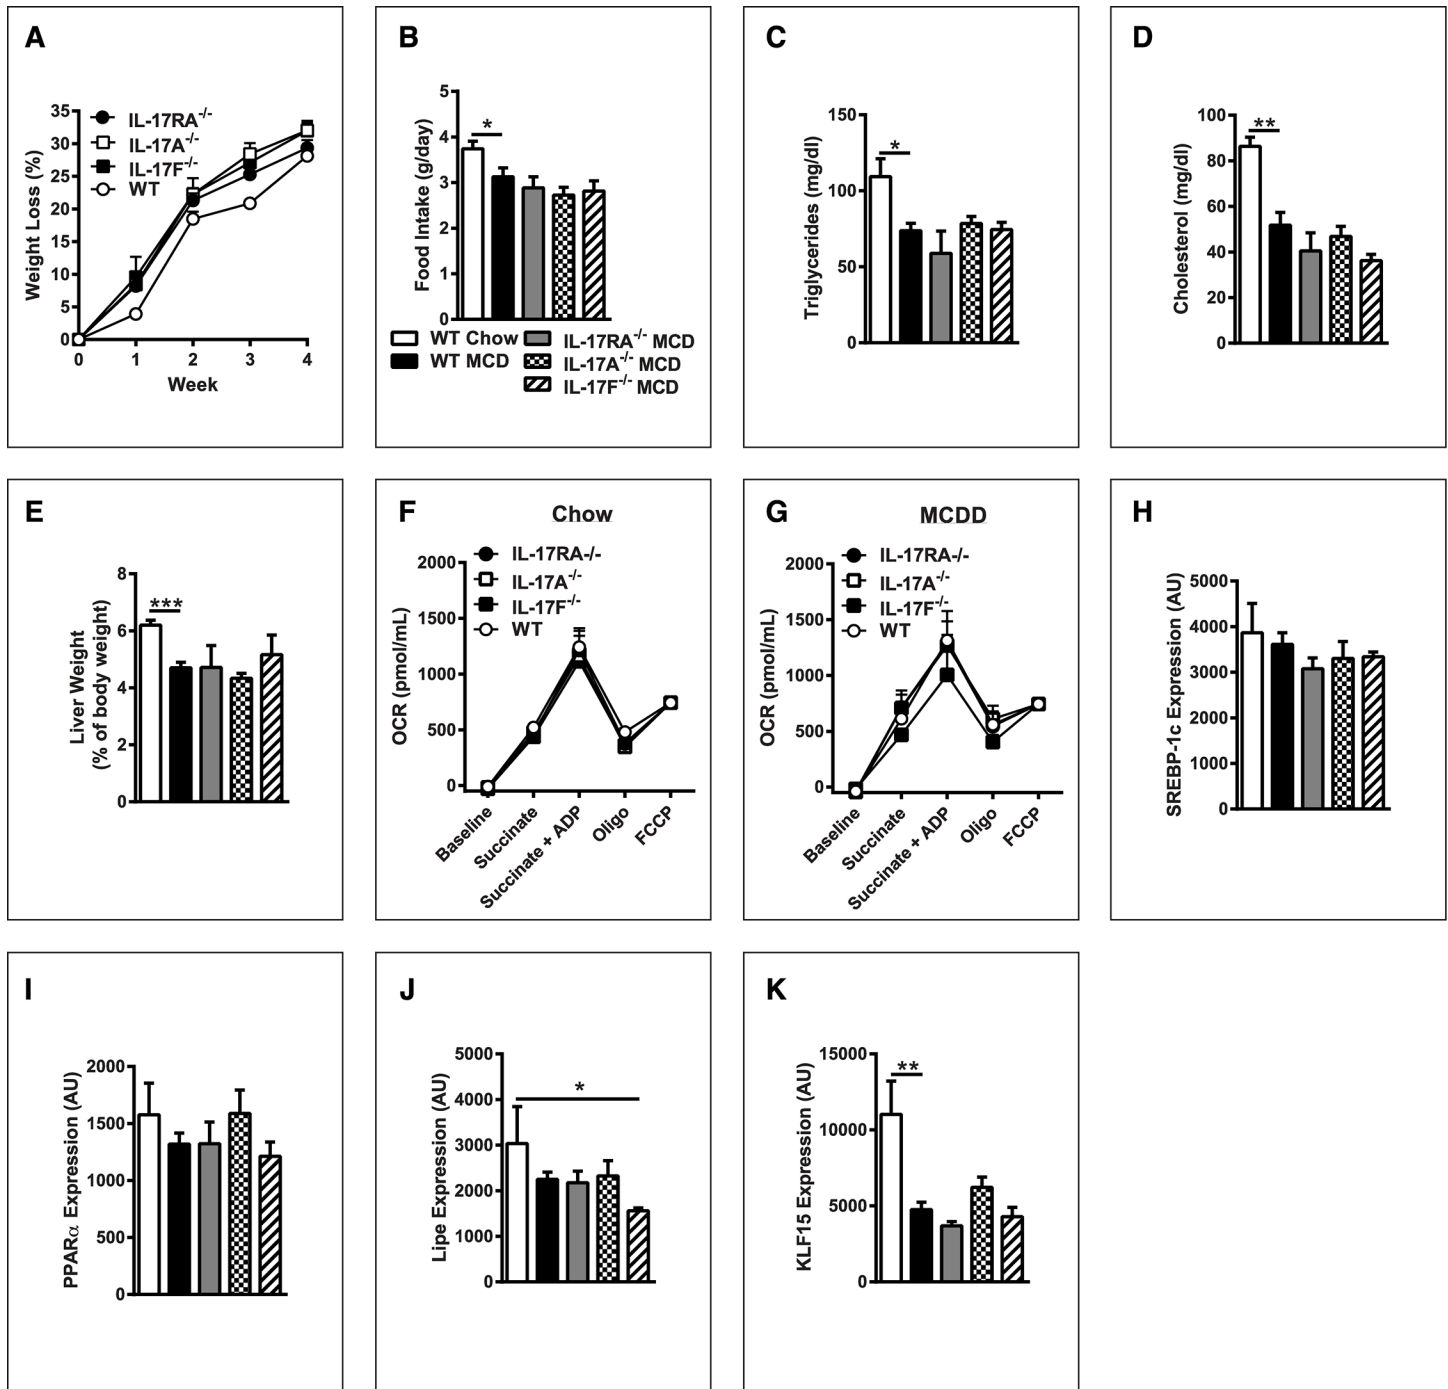 A
Weight Loss (%)
35
30
25
20
15
10
5
0
IL-17RA-/-
IL-17A-/-
IL-17F-/-
WT
0 1 2 3 4
Week
B
Food Intake (g/day)
5
4
3
2
1
0
*
WT Chow
WT MCD
IL-17RA-/- MCD
IL-17A-/- MCD
IL-17F-/- MCD
C
Triglycerides (mg/dl)
150
100
50
0
*
D
Cholesterol (mg/dl)
100
80
60
40
20
0
**
E
Liver Weight
(% of body weight)
8
6
4
2
0
***
F
Chow
OCR (pmol/mL)
2000
1500
1000
500
0
IL-17RA-/-
IL-17A-/-
IL-17F-/-
WT
Baseline
Succinate
Succinate + ADP
Oligo
FCCP
G
MCDD
OCR (pmol/mL)
2000
1500
1000
500
0
IL-17RA-/-
IL-17A-/-
IL-17F-/-
WT
Baseline
Succinate
Succinate + ADP
Oligo
FCCP
H
SREBP-1c Expression (AU)
5000
4000
3000
2000
1000
0
I
PPARα Expression (AU)
2000
1500
1000
500
0
J
Lipe Expression (AU)
5000
4000
3000
2000
1000
0
*
K
KLF15 Expression (AU)
15000
10000
5000
0
**